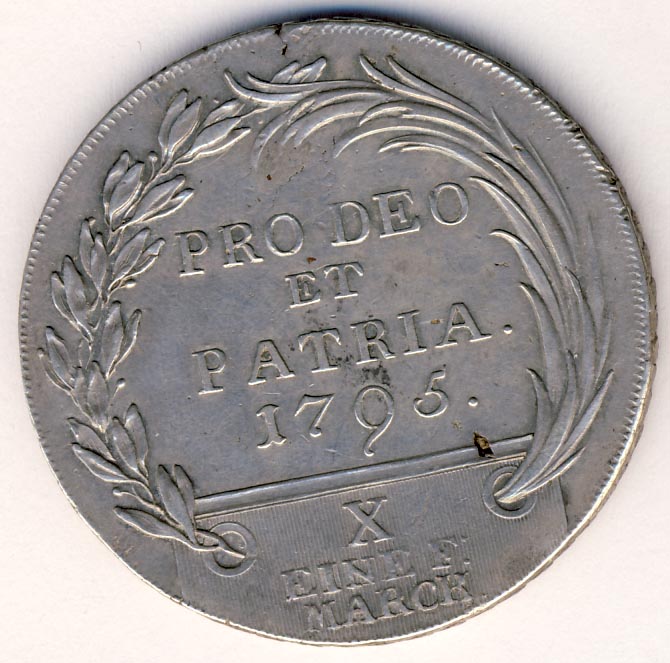 PRO DEO
ET
PATRIA.
1795.
X
EINE F.
MARCK